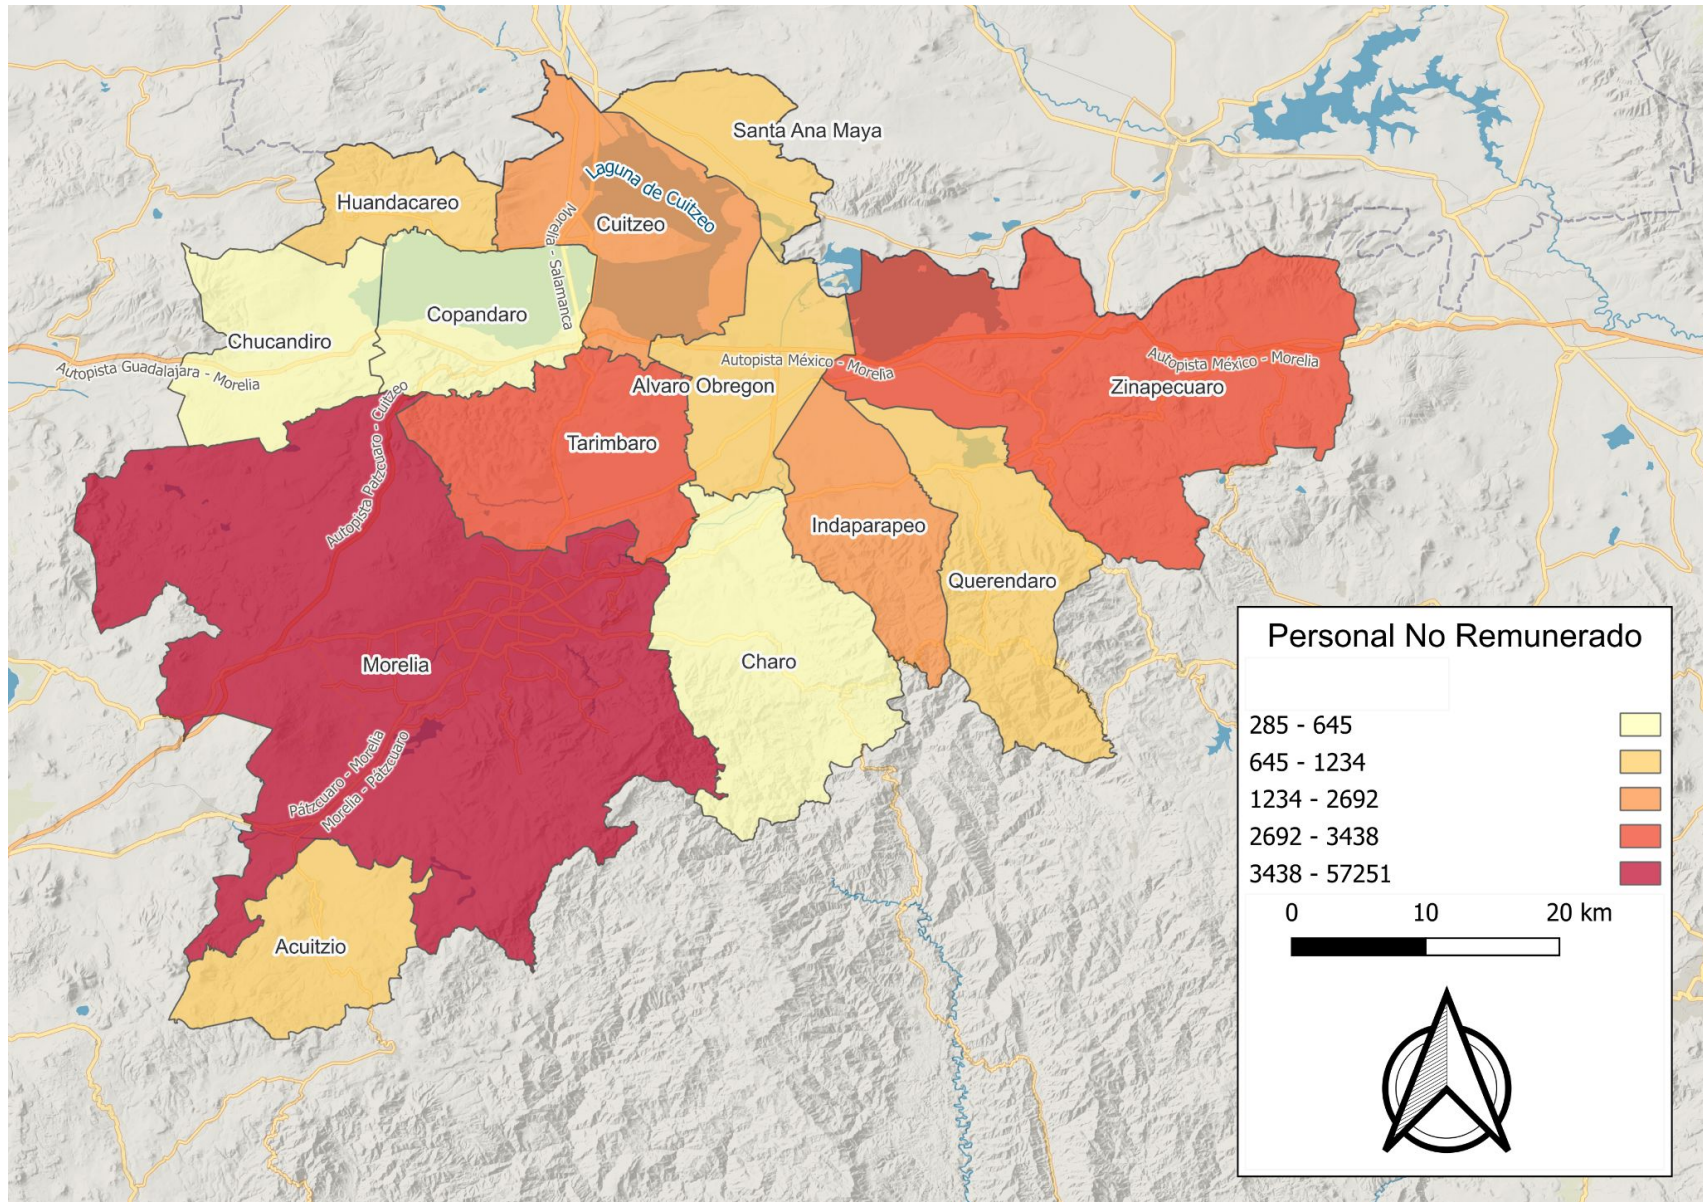 Santa Ana Maya
Laguna de Cuitzeo
Huandacareo
Cuitzeo
Morelia - Salamanca
Copandaro
Chucandiro
Autopista México - Morelia
Autopista México - Morelia
Autopista Guadalajara - Morelia
Alvaro Obregon
Zinapecuaro
Autopista Patzcuaro - Cuitzeo
Tarimbaro
Indaparapeo
Querendaro
Morelia
Charo
Pátzcuaro - Morelia
Morelia - Pátzcuaro
Acuitzio
Personal No Remunerado
285 - 645
645 - 1234
1234 - 2692
2692 - 3438
3438 - 57251
0 10 20 km